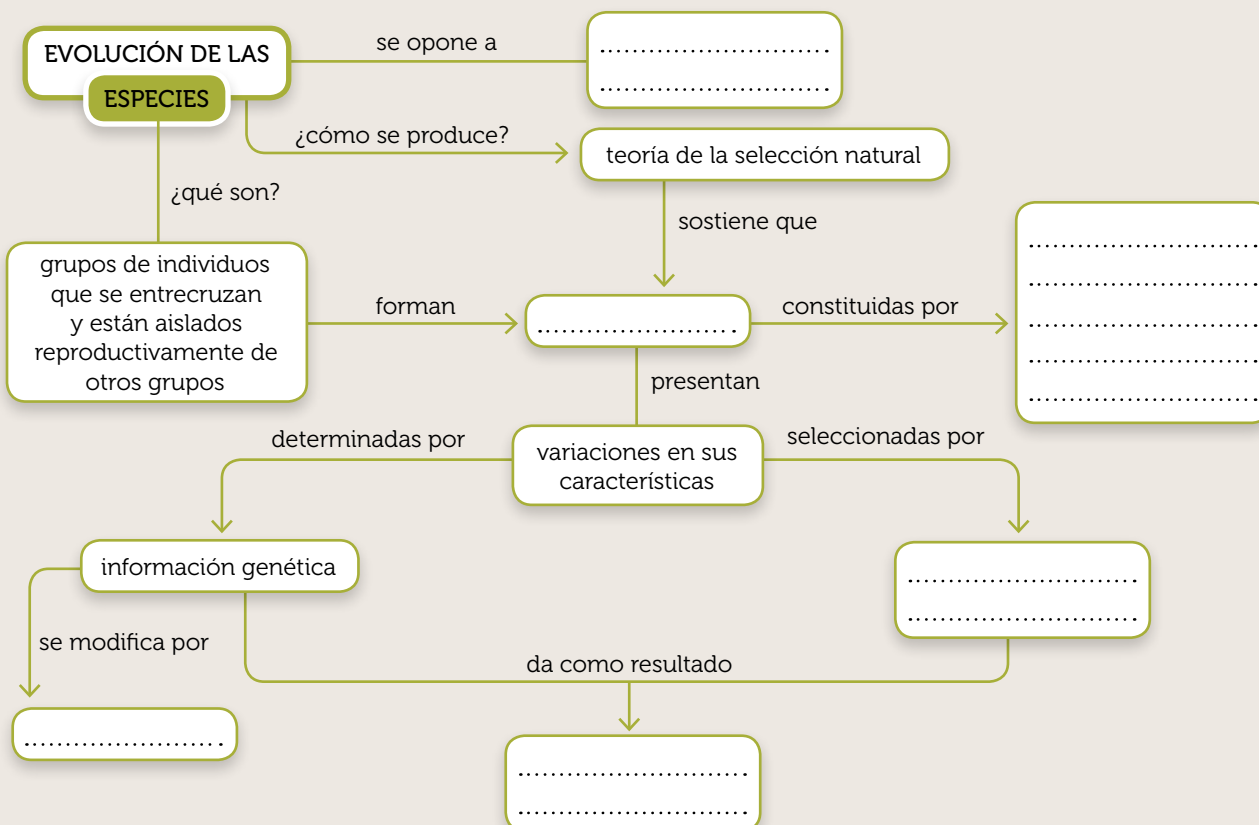 EVOLUCIÓN DE LAS
ESPECIES
se opone a
..............................
..............................
¿cómo se produce?
teoría de la selección natural
¿qué son?
sostiene que
grupos de individuos
que se entrecruzan
y están aislados
reproductivamente de
otros grupos
forman
.........................
constituidas por
..............................
..............................
..............................
..............................
..............................
presentan
determinadas por
variaciones en sus
características
seleccionadas por
información genética
..............................
..............................
se modifica por
da como resultado
.........................
..............................
..............................